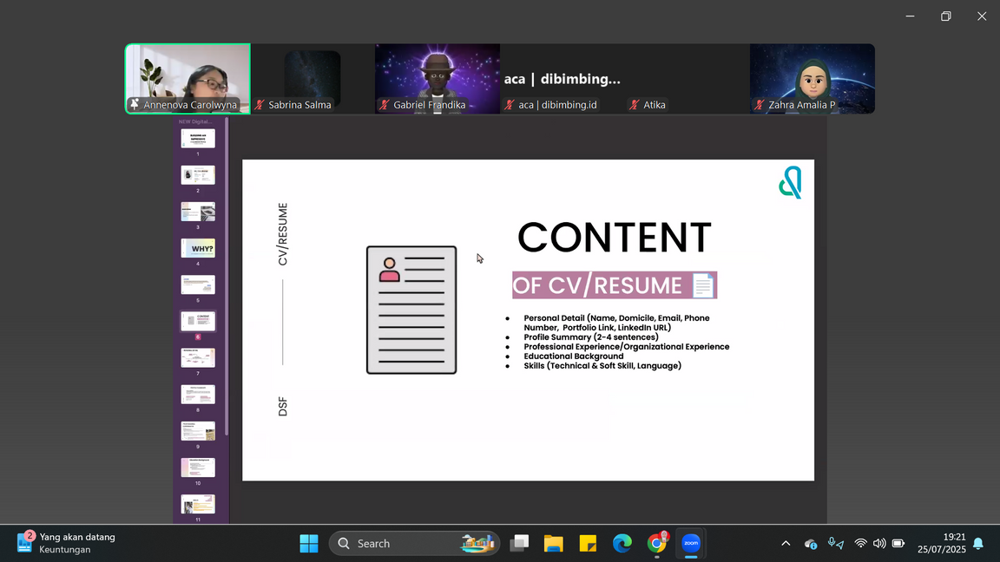 Annenova Carolwyna
Sabrina Salma
Gabriel Frandika
aca | dibimbing...
aca | dibimbing.id
Atika
Zahra Amalia P
NEW Digital...
1
2
3
WHY?
4
5
6
7
8
9
10
11
CV/RESUME
DSF
CONTENT
OF CV/RESUME
Personal Detail (Name, Domicile, Email, Phone
Number, Portfolio Link, LinkedIn URL)
Profile Summary (2-4 sentences)
Professional Experience/Organizational Experience
Educational Background
Skills (Technical & Soft Skill, Language)
2
Yang akan datang
Keuntungan
Search
zoom
19:21
25/07/2025